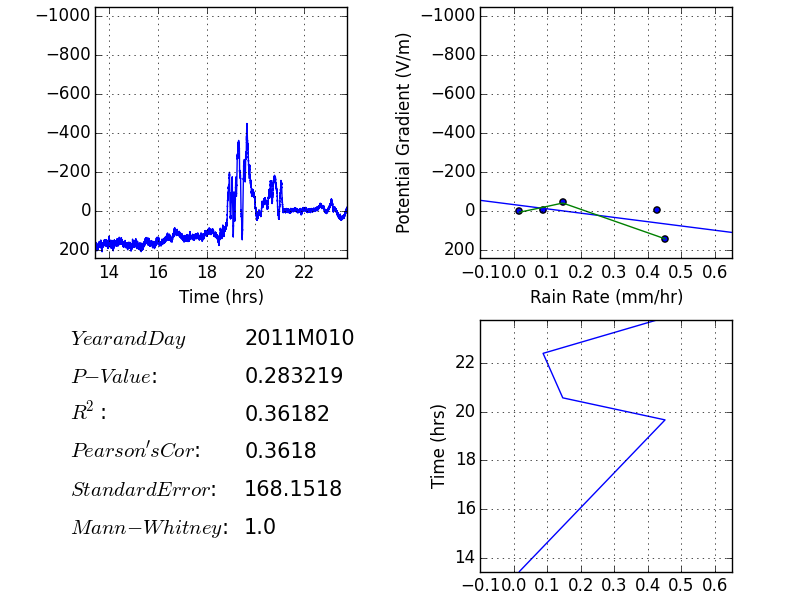 −1000
−800
−600
−400
−200
0
200
14 16 18 20 22
Time (hrs)
Potential Gradient (V/m)
−1000
−800
−600
−400
−200
0
200
−0.10.0 0.1 0.2 0.3 0.4 0.5 0.6
Rain Rate (mm/hr)
YearandDay 2011M010
P−Value: 0.283219
R²: 0.36182
Pearson'sCor: 0.3618
StandardError: 168.1518
Mann−Whitney: 1.0
Time (hrs)
22
20
18
16
14
−0.10.0 0.1 0.2 0.3 0.4 0.5 0.6